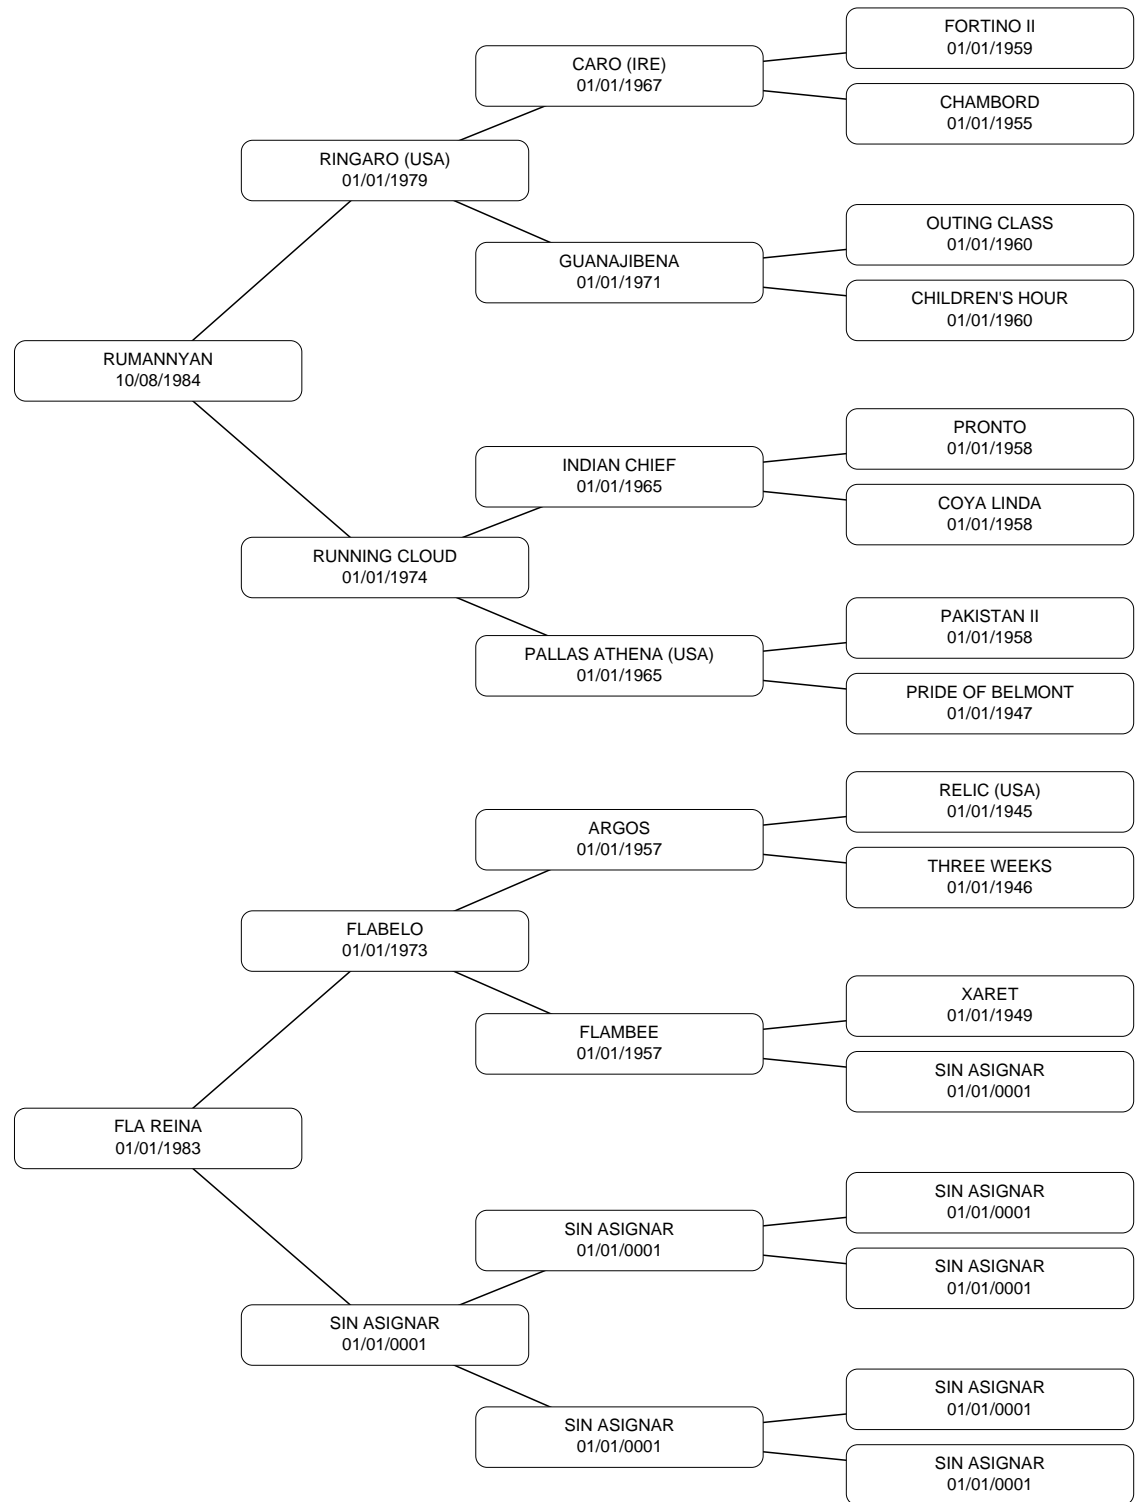 FORTINO II
01/01/1959
CARO (IRE)
01/01/1967
CHAMBORD
01/01/1955
RINGARO (USA)
01/01/1979
OUTING CLASS
01/01/1960
GUANAJIBENA
01/01/1971
CHILDREN'S HOUR
01/01/1960
RUMANNYAN
10/08/1984
PRONTO
01/01/1958
INDIAN CHIEF
01/01/1965
COYA LINDA
01/01/1958
RUNNING CLOUD
01/01/1974
PAKISTAN II
01/01/1958
PALLAS ATHENA (USA)
01/01/1965
PRIDE OF BELMONT
01/01/1947
RELIC (USA)
01/01/1945
ARGOS
01/01/1957
THREE WEEKS
01/01/1946
FLABELO
01/01/1973
XARET
01/01/1949
FLAMBEE
01/01/1957
SIN ASIGNAR
01/01/0001
FLA REINA
01/01/1983
SIN ASIGNAR
01/01/0001
SIN ASIGNAR
01/01/0001
SIN ASIGNAR
01/01/0001
SIN ASIGNAR
01/01/0001
SIN ASIGNAR
01/01/0001
SIN ASIGNAR
01/01/0001
SIN ASIGNAR
01/01/0001